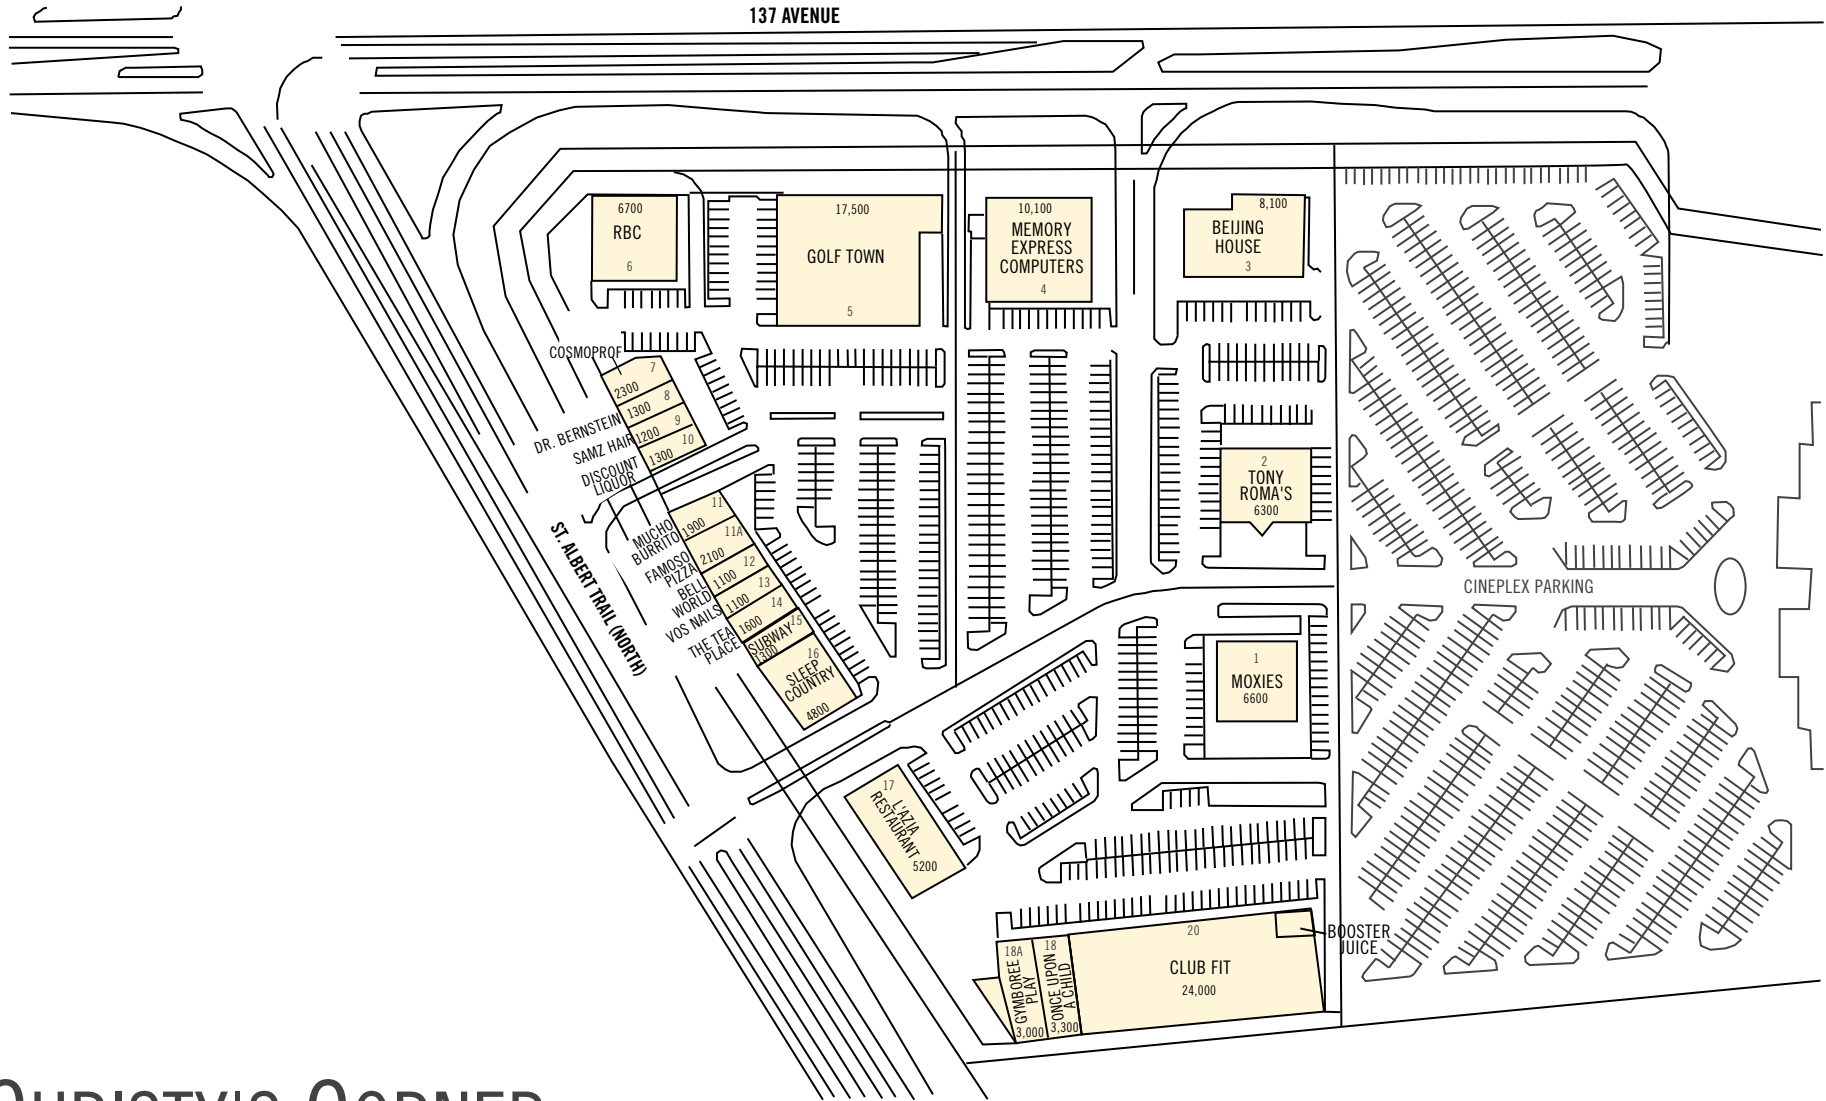 137 AVENUE
6700
RBC
6
17,500
GOLF TOWN
5
10,100
MEMORY
EXPRESS
COMPUTERS
4
8,100
BEIJING
HOUSE
3
COSMOPROF
7
2300
DR. BERNSTEIN
8
1300
SAMZ HAIR
9
1200
DISCOUNT
LIQUOR
10
1300
2
TONY
ROMA'S
6300
MUCHO
BURRITO
11
1900
FAMOSO
PIZZA
11A
2100
BELL
WORLD
12
1100
VOS NAILS
13
1100
THE TEA
PLACE
14
1600
SUBWAY
15
1300
16
SLEEP
COUNTRY
4800
ST. ALBERT TRAIL (NORTH)
CINEPLEX PARKING
1
MOXIES
6600
17
L'AZIA
RESTAURANT
5200
18A
GYMBOREE
PLAY
3,000
18
ONCE UPON
A CHILD
3,300
20
CLUB FIT
24,000
BOOSTER
JUICE
CHRISTY'S CORNER